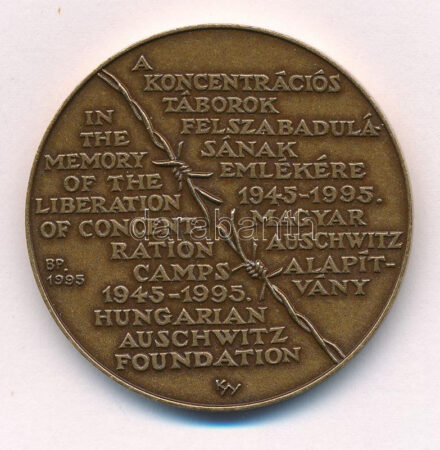 A
KONCENTRÁCIÓS
TÁBOROK
FELSZABADULÁ-
SÁNAK
EMLÉKÉRE
1945-1995.
MAGYAR
AUSCHWITZ
ALAPÍT-
VÁNY
IN
THE
MEMORY
OF THE
LIBERATION
OF CONCENT
RATION
CAMPS
1945-1995.
HUNGARIAN
AUSCHWITZ
FOUNDATION
BP.
1995
darabanth